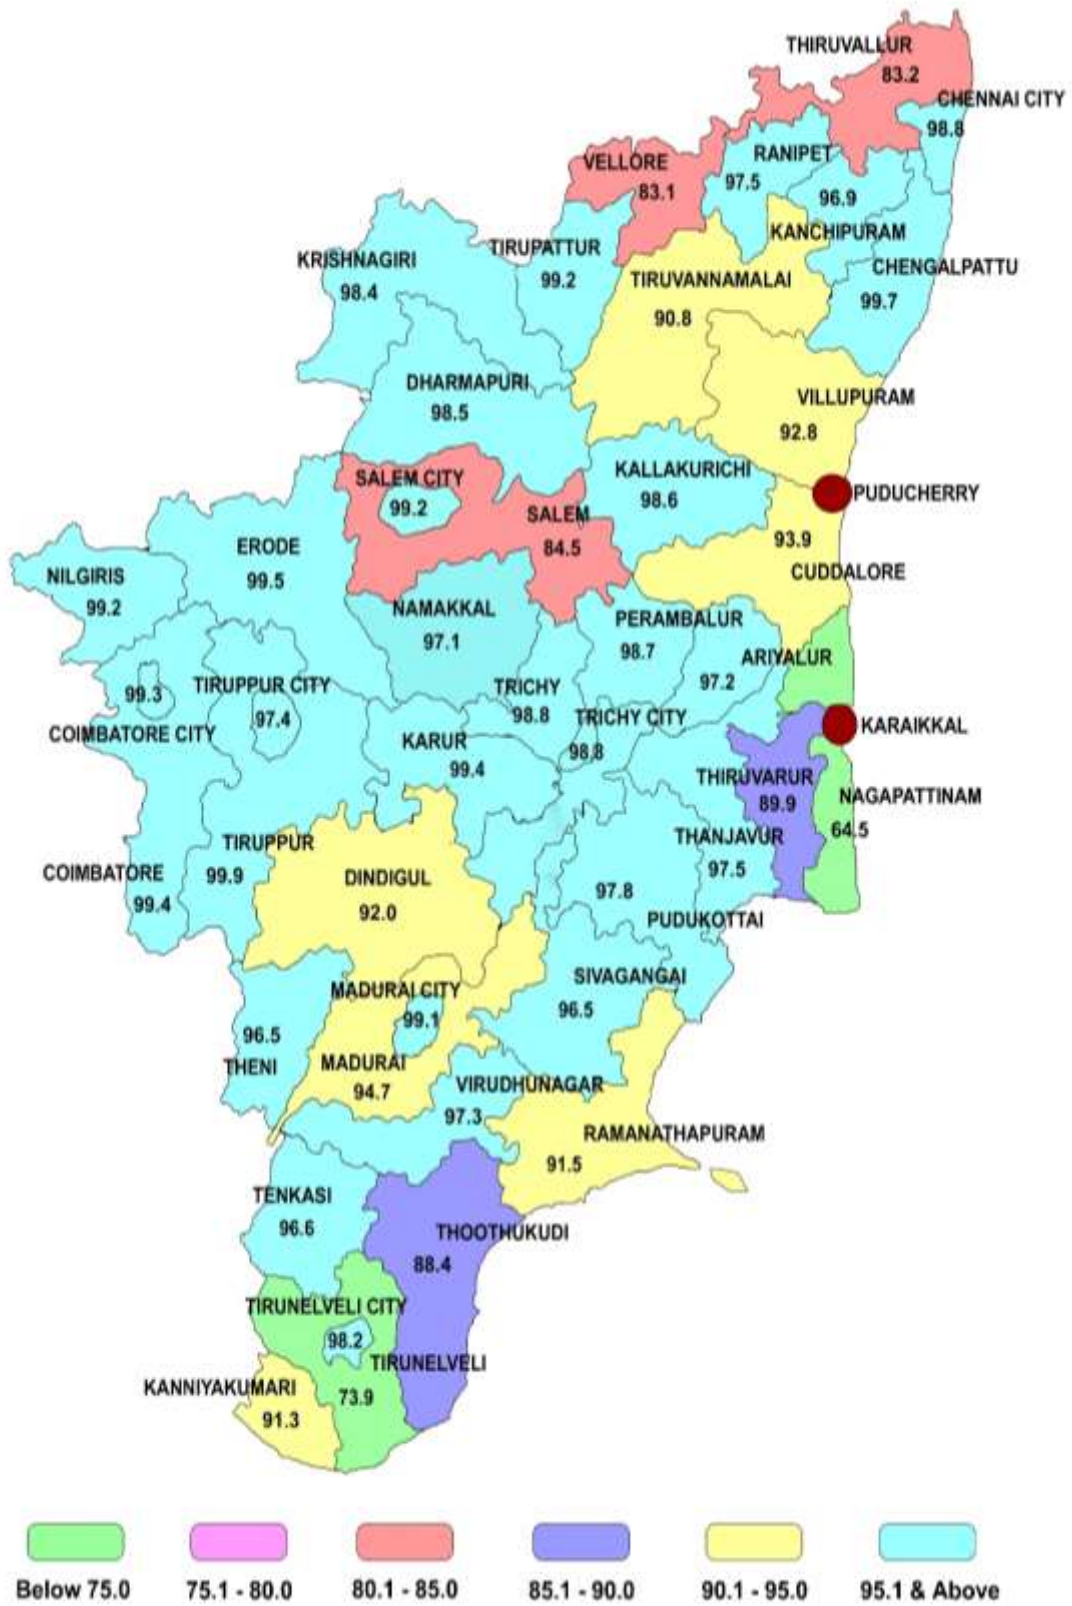 THIRUVALLUR
83.2
CHENNAI CITY
98.8
RANIPET
97.5
VELLORE
83.1
96.9
KANCHIPURAM
TIRUPATTUR
99.2
KRISHNAGIRI
98.4
CHENGALPATTU
99.7
TIRUVANNAMALAI
90.8
DHARMAPURI
98.5
VILLUPURAM
92.8
KALLAKURICHI
98.6
SALEM CITY
99.2
PUDUCHERRY
SALEM
84.5
93.9
CUDDALORE
ERODE
99.5
NILGIRIS
99.2
NAMAKKAL
97.1
PERAMBALUR
98.7
ARIYALUR
97.2
TIRUPPUR CITY
97.4
99.3
COIMBATORE CITY
TRICHY
98.8
TRICHY CITY
98.8
KARAIKKAL
KARUR
99.4
THIRUVARUR
89.9
NAGAPATTINAM
64.5
THANJAVUR
97.5
TIRUPPUR
99.9
COIMBATORE
99.4
DINDIGUL
92.0
97.8
PUDUKOTTAI
SIVAGANGAI
96.5
MADURAI CITY
99.1
96.5
THENI
MADURAI
94.7
VIRUDHUNAGAR
97.3
RAMANATHAPURAM
91.5
TENKASI
96.6
THOOTHUKUDI
88.4
TIRUNELVELI CITY
98.2
TIRUNELVELI
73.9
KANNIYAKUMARI
91.3
Below 75.0 75.1 - 80.0 80.1 - 85.0 85.1 - 90.0 90.1 - 95.0 95.1 & Above